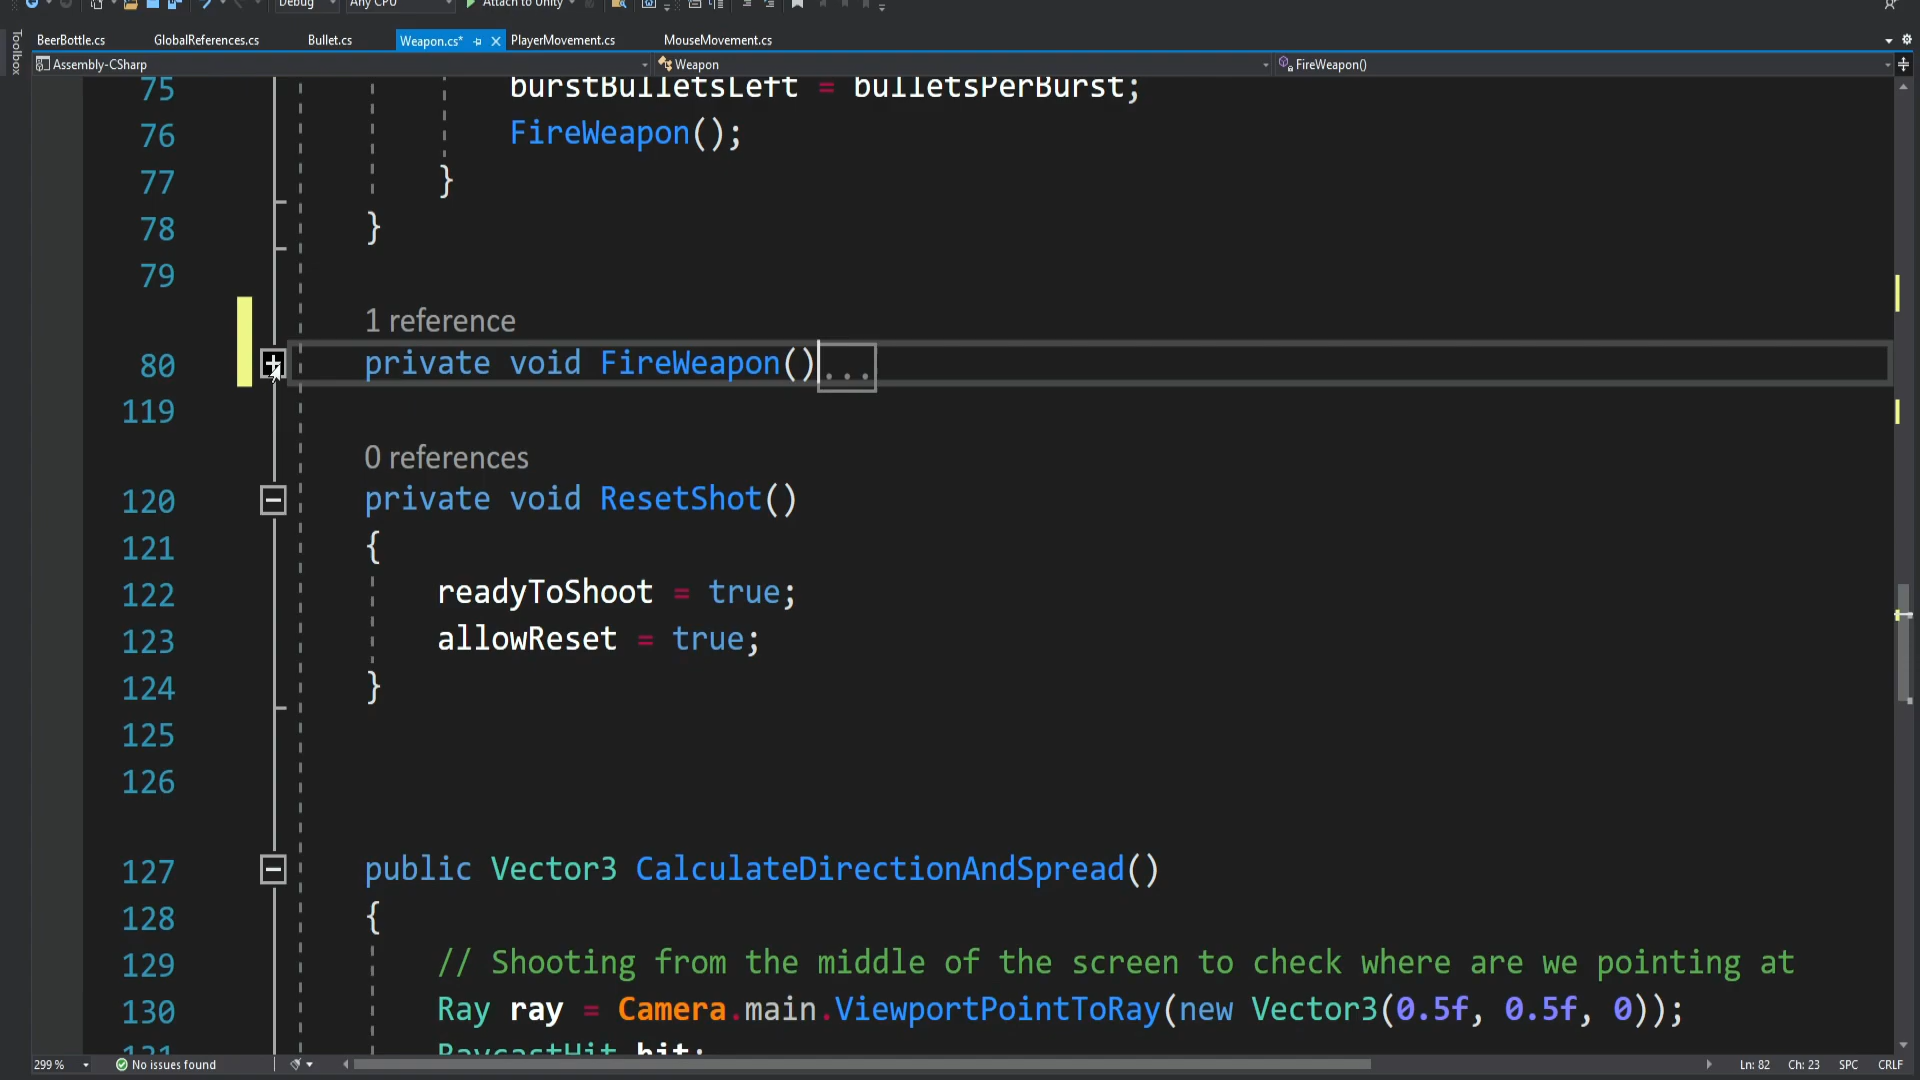 Debug Any CPU Attach to Unity
Toolbox
BeerBottle.cs GlobalReferences.cs Bullet.cs Weapon.cs* PlayerMovement.cs MouseMovement.cs
Assembly-CSharp Weapon FireWeapon()
75 burstBulletsLeft = bulletsPerBurst;
76 FireWeapon();
77 }
78 }
79
1 reference
80 private void FireWeapon()...
119
0 references
120 private void ResetShot()
121 {
122 readyToShoot = true;
123 allowReset = true;
124 }
125
126
127 public Vector3 CalculateDirectionAndSpread()
128 {
129 // Shooting from the middle of the screen to check where are we pointing at
130 Ray ray = Camera.main.ViewportPointToRay(new Vector3(0.5f, 0.5f, 0));
131 RaycastHit hit;
299 % No issues found Ln: 82 Ch: 23 SPC CRLF